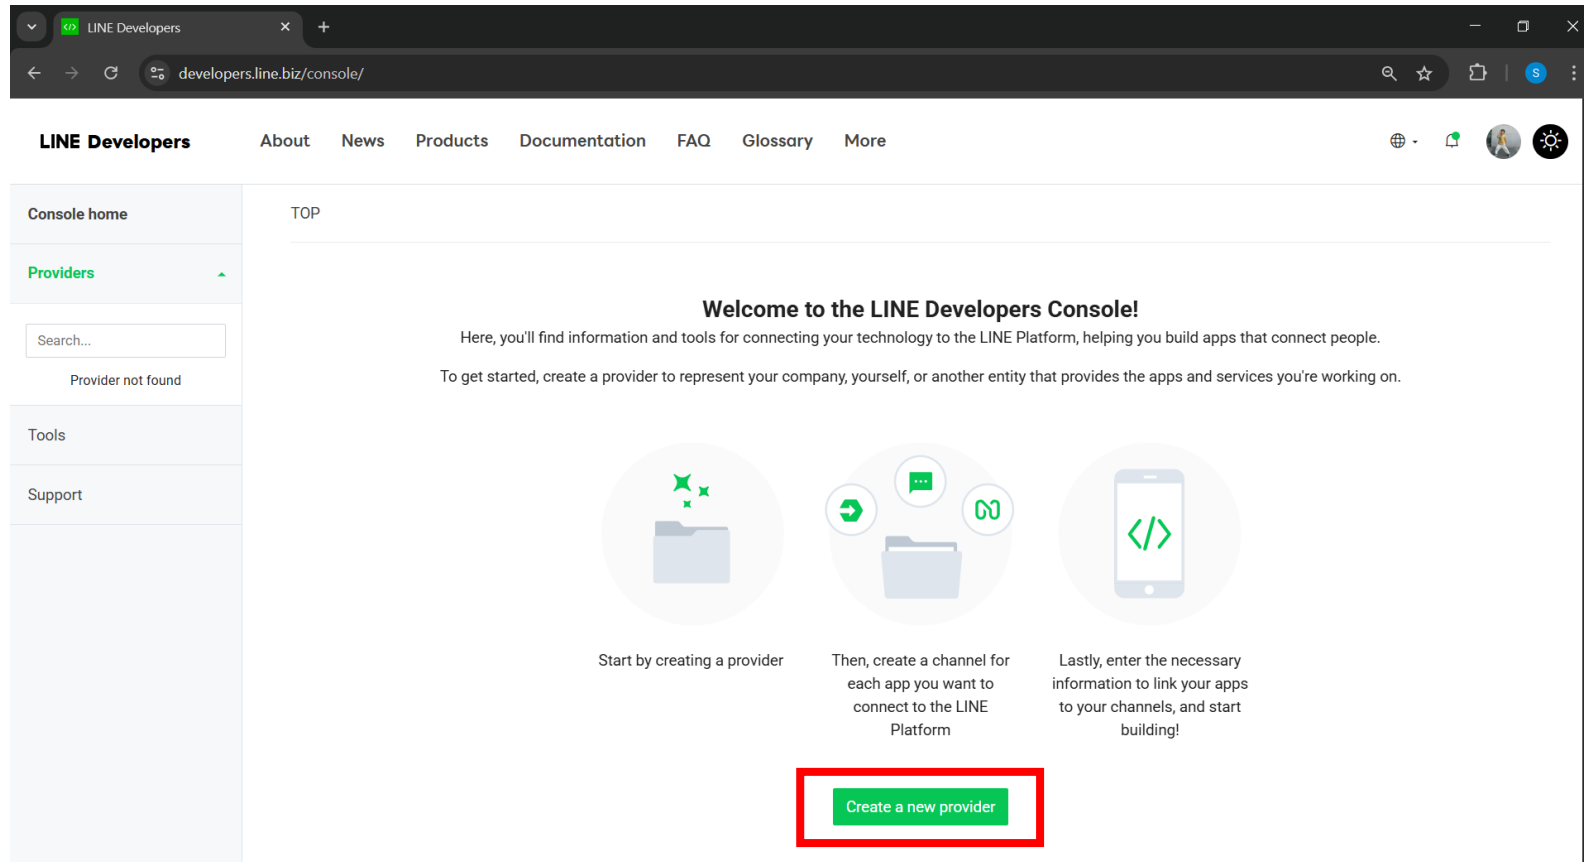 LINE Developers
developers.line.biz/console/
S
LINE Developers
About News Products Documentation FAQ Glossary More
Console home
TOP
Providers
Search...
Provider not found
Tools
Support
Welcome to the LINE Developers Console!
Here, you'll find information and tools for connecting your technology to the LINE Platform, helping you build apps that connect people.
To get started, create a provider to represent your company, yourself, or another entity that provides the apps and services you're working on.
Start by creating a provider
Then, create a channel for
each app you want to
connect to the LINE
Platform
Lastly, enter the necessary
information to link your apps
to your channels, and start
building!
Create a new provider